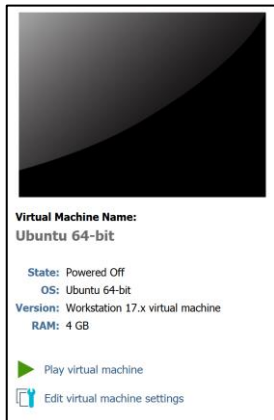 Virtual Machine Name:
Ubuntu 64-bit
State: Powered Off
OS: Ubuntu 64-bit
Version: Workstation 17.x virtual machine
RAM: 4 GB
Play virtual machine
Edit virtual machine settings